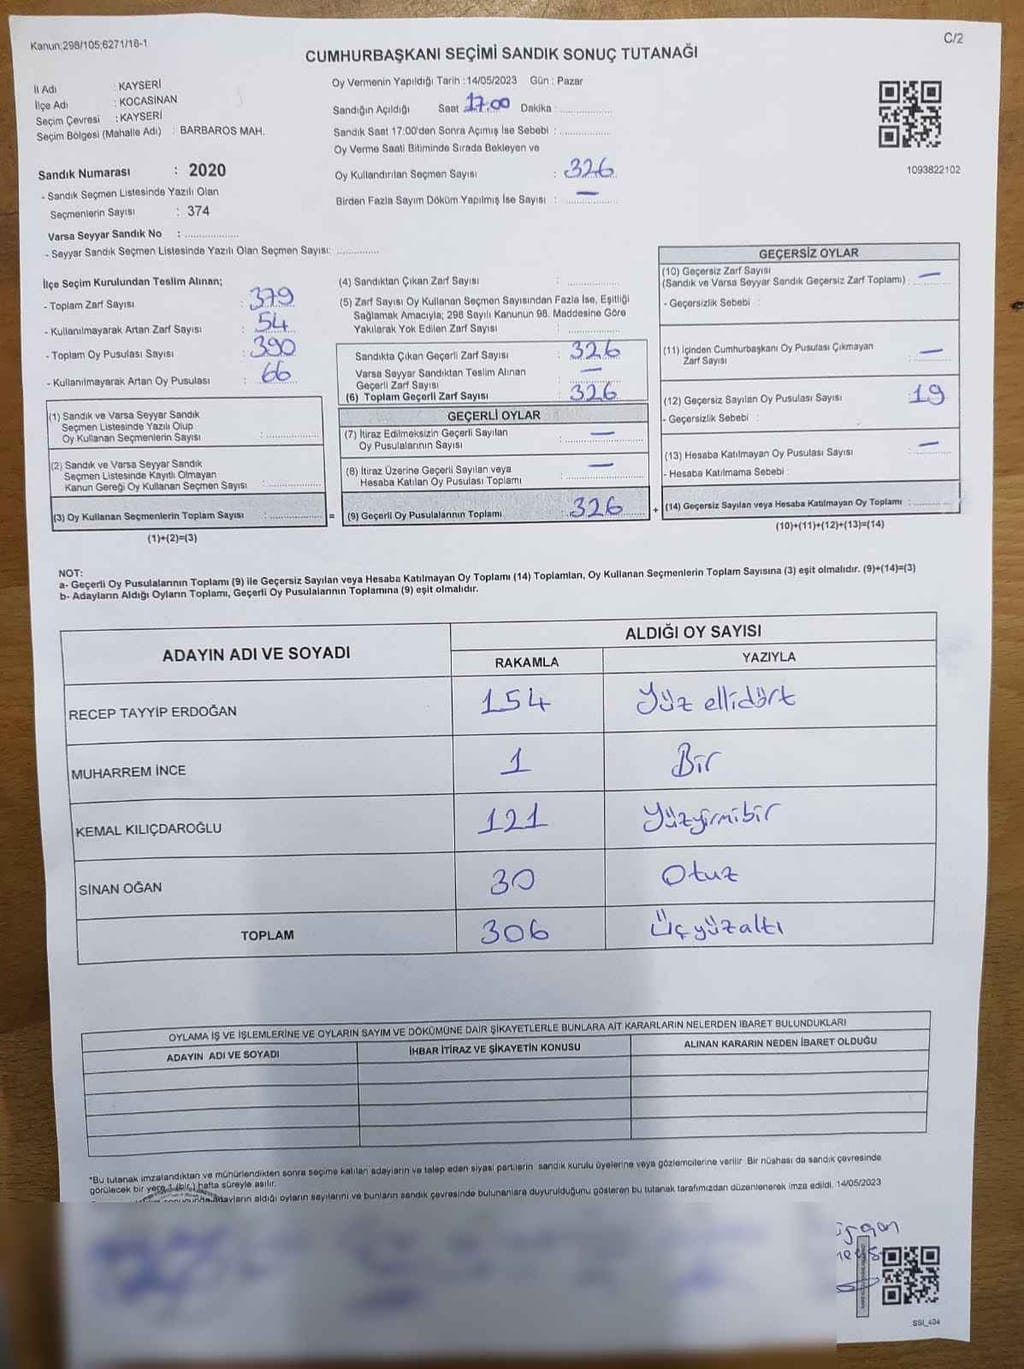 Kanun:298/105;6271/18-1
C/2
CUMHURBAŞKANI SEÇİMİ SANDIK SONUÇ TUTANAĞI
İl Adı : KAYSERİ
İlçe Adı : KOCASİNAN
Seçim Çevresi : KAYSERİ
Seçim Bölgesi (Mahalle Adı) : BARBAROS MAH.
Sandık Numarası : 2020
- Sandık Seçmen Listesinde Yazılı Olan
Seçmenlerin Sayısı : 374
Varsa Seyyar Sandık No :
- Seyyar Sandık Seçmen Listesinde Yazılı Olan Seçmen Sayısı:
Oy Vermenin Yapıldığı Tarih :14/05/2023 Gün : Pazar
Sandığın Açıldığı Saat 17.00 Dakika :
Sandık Saat 17:00'den Sonra Açımış İse Sebebi :
Oy Verme Saati Bitiminde Sırada Bekleyen ve
Oy Kullandırılan Seçmen Sayısı : 326
Birden Fazla Sayım Döküm Yapılmış İse Sayısı : —
1093822102
İlçe Seçim Kurulundan Teslim Alınan;
- Toplam Zarf Sayısı : 379
- Kullanılmayarak Artan Zarf Sayısı : 54
- Toplam Oy Pusulası Sayısı : 390
- Kullanılmayarak Artan Oy Pusulası : 66
(1) Sandık ve Varsa Seyyar Sandık
Seçmen Listesinde Yazılı Olup
Oy Kullanan Seçmenlerin Sayısı :
(2) Sandık ve Varsa Seyyar Sandık
Seçmen Listesinde Kayıtlı Olmayan
Kanun Gereği Oy Kullanan Seçmen Sayısı :
(3) Oy Kullanan Seçmenlerin Toplam Sayısı :
(1)+(2)=(3)
=
(4) Sandıktan Çıkan Zarf Sayısı :
(5) Zarf Sayısı Oy Kullanan Seçmen Sayısından Fazla İse, Eşitliği
Sağlamak Amacıyla; 298 Sayılı Kanunun 98. Maddesine Göre
Yakılarak Yok Edilen Zarf Sayısı :
Sandıkta Çıkan Geçerli Zarf Sayısı : 326
Varsa Seyyar Sandıktan Teslim Alınan
Geçerli Zarf Sayısı : —
(6) Toplam Geçerli Zarf Sayısı : 326
GEÇERLİ OYLAR
(7) İtiraz Edilmeksizin Geçerli Sayılan
Oy Pusulalarının Sayısı : —
(8) İtiraz Üzerine Geçerli Sayılan veya
Hesaba Katılan Oy Pusulası Toplamı : —
(9) Geçerli Oy Pusulalarının Toplamı : 326
+
GEÇERSİZ OYLAR
(10) Geçersiz Zarf Sayısı
(Sandık ve Varsa Seyyar Sandık Geçersiz Zarf Toplamı) : —
- Geçersizlik Sebebi :
(11) İçinden Cumhurbaşkanı Oy Pusulası Çıkmayan
Zarf Sayısı : —
(12) Geçersiz Sayılan Oy Pusulası Sayısı : 19
- Geçersizlik Sebebi :
(13) Hesaba Katılmayan Oy Pusulası Sayısı : —
- Hesaba Katılmama Sebebi :
(14) Geçersiz Sayılan veya Hesaba Katılmayan Oy Toplamı :
(10)+(11)+(12)+(13)=(14)
NOT:
a- Geçerli Oy Pusulalarının Toplamı (9) ile Geçersiz Sayılan veya Hesaba Katılmayan Oy Toplamı (14) Toplamları, Oy Kullanan Seçmenlerin Toplam Sayısına (3) eşit olmalıdır. (9)+(14)=(3)
b- Adayların Aldığı Oyların Toplamı, Geçerli Oy Pusulalarının Toplamına (9) eşit olmalıdır.
ADAYIN ADI VE SOYADI
ALDIĞI OY SAYISI
RAKAMLA YAZIYLA
RECEP TAYYİP ERDOĞAN 154 Yüz ellidört
MUHARREM İNCE 1 Bir
KEMAL KILIÇDAROĞLU 121 Yüzyirmibir
SİNAN OĞAN 30 Otuz
TOPLAM 306 Üçyüzaltı
OYLAMA İŞ VE İŞLEMLERİNE VE OYLARIN SAYIM VE DÖKÜMÜNE DAİR ŞİKAYETLERLE BUNLARA AİT KARARLARIN NELERDEN İBARET BULUNDUKLARI
ADAYIN ADI VE SOYADI İHBAR İTİRAZ VE ŞİKAYETİN KONUSU ALINAN KARARIN NEDEN İBARET OLDUĞU
*Bu tutanak imzalandıktan ve mühürlendikten sonra seçime katılan adayların ve talep eden siyasi partilerin sandık kurulu üyelerine veya gözlemcilerine verilir. Bir nüshası da sandık çevresinde
görülecek bir yere 1 (bir) hafta süreyle asılır.
adayların aldığı oyların sayılarını ve bunların sandık çevresinde bulunanlara duyurulduğunu gösteren bu tutanak tarafımızdan düzenlenerek imza edildi. 14/05/2023
SSI_434